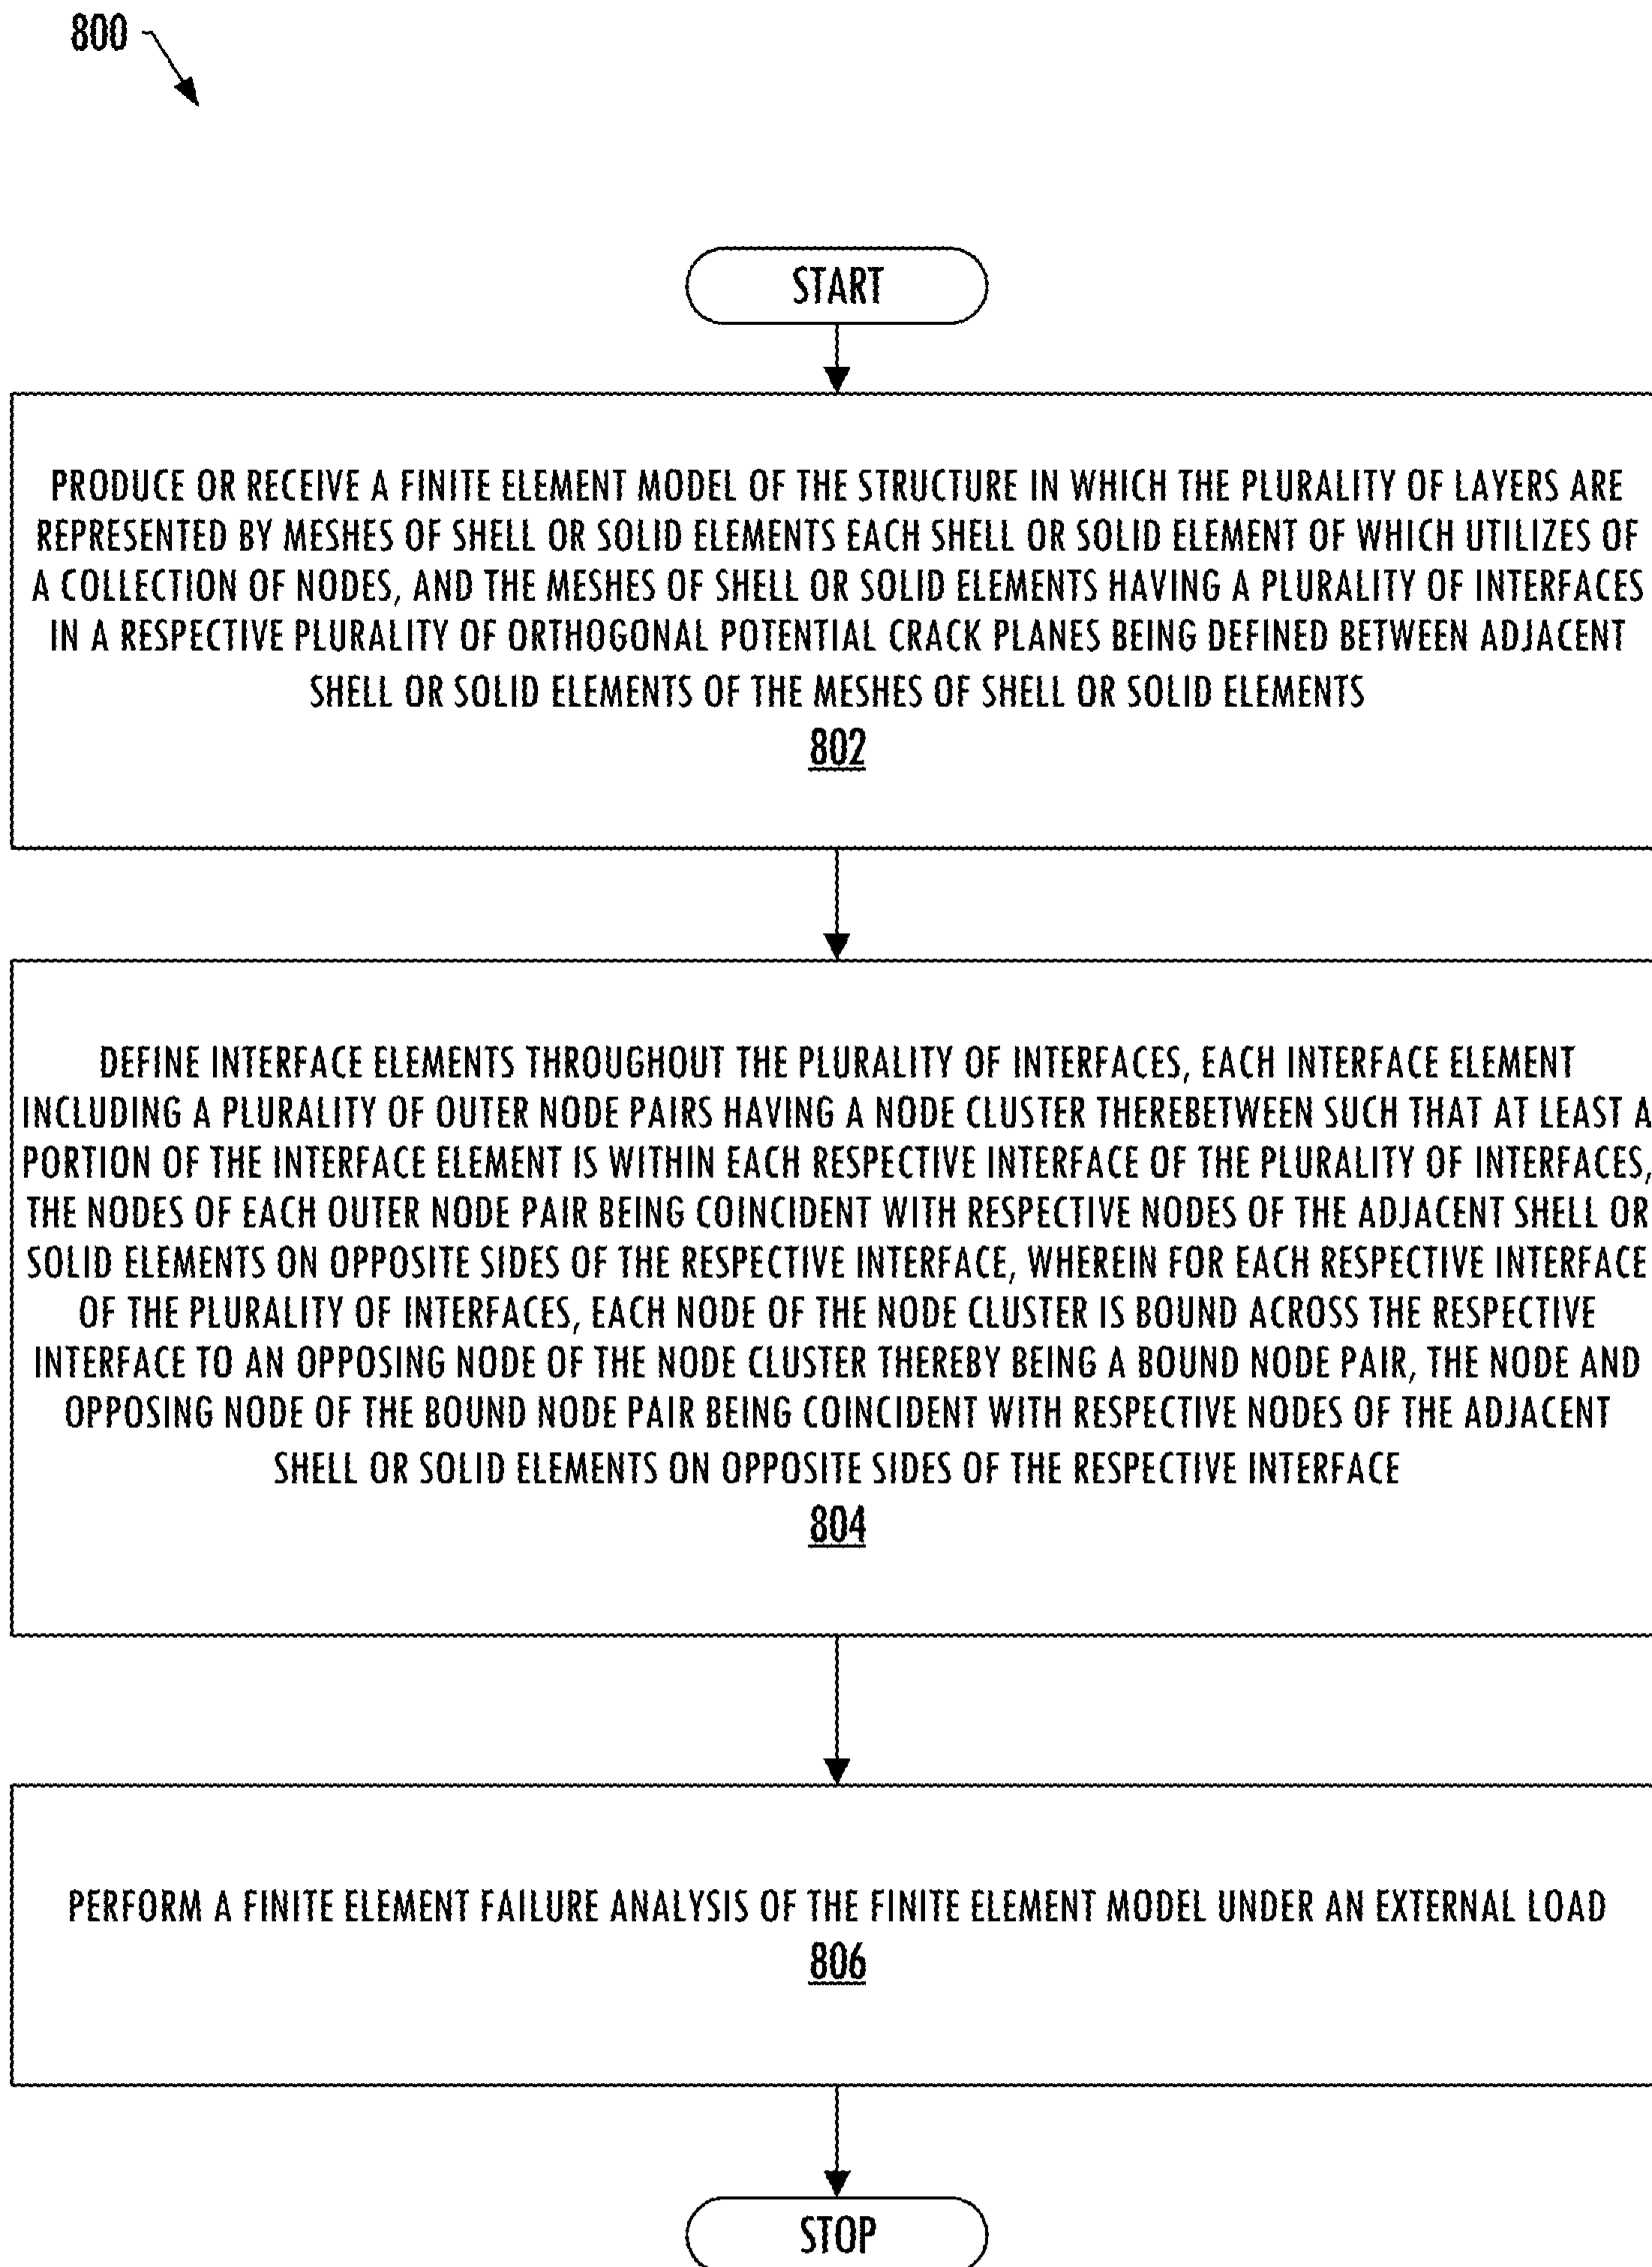 800
START
PRODUCE OR RECEIVE A FINITE ELEMENT MODEL OF THE STRUCTURE IN WHICH THE PLURALITY OF LAYERS ARE
REPRESENTED BY MESHES OF SHELL OR SOLID ELEMENTS EACH SHELL OR SOLID ELEMENT OF WHICH UTILIZES OF
A COLLECTION OF NODES, AND THE MESHES OF SHELL OR SOLID ELEMENTS HAVING A PLURALITY OF INTERFACES
IN A RESPECTIVE PLURALITY OF ORTHOGONAL POTENTIAL CRACK PLANES BEING DEFINED BETWEEN ADJACENT
SHELL OR SOLID ELEMENTS OF THE MESHES OF SHELL OR SOLID ELEMENTS
802
DEFINE INTERFACE ELEMENTS THROUGHOUT THE PLURALITY OF INTERFACES, EACH INTERFACE ELEMENT
INCLUDING A PLURALITY OF OUTER NODE PAIRS HAVING A NODE CLUSTER THEREBETWEEN SUCH THAT AT LEAST A
PORTION OF THE INTERFACE ELEMENT IS WITHIN EACH RESPECTIVE INTERFACE OF THE PLURALITY OF INTERFACES,
THE NODES OF EACH OUTER NODE PAIR BEING COINCIDENT WITH RESPECTIVE NODES OF THE ADJACENT SHELL OR
SOLID ELEMENTS ON OPPOSITE SIDES OF THE RESPECTIVE INTERFACE, WHEREIN FOR EACH RESPECTIVE INTERFACE
OF THE PLURALITY OF INTERFACES, EACH NODE OF THE NODE CLUSTER IS BOUND ACROSS THE RESPECTIVE
INTERFACE TO AN OPPOSING NODE OF THE NODE CLUSTER THEREBY BEING A BOUND NODE PAIR, THE NODE AND
OPPOSING NODE OF THE BOUND NODE PAIR BEING COINCIDENT WITH RESPECTIVE NODES OF THE ADJACENT
SHELL OR SOLID ELEMENTS ON OPPOSITE SIDES OF THE RESPECTIVE INTERFACE
804
PERFORM A FINITE ELEMENT FAILURE ANALYSIS OF THE FINITE ELEMENT MODEL UNDER AN EXTERNAL LOAD
806
STOP